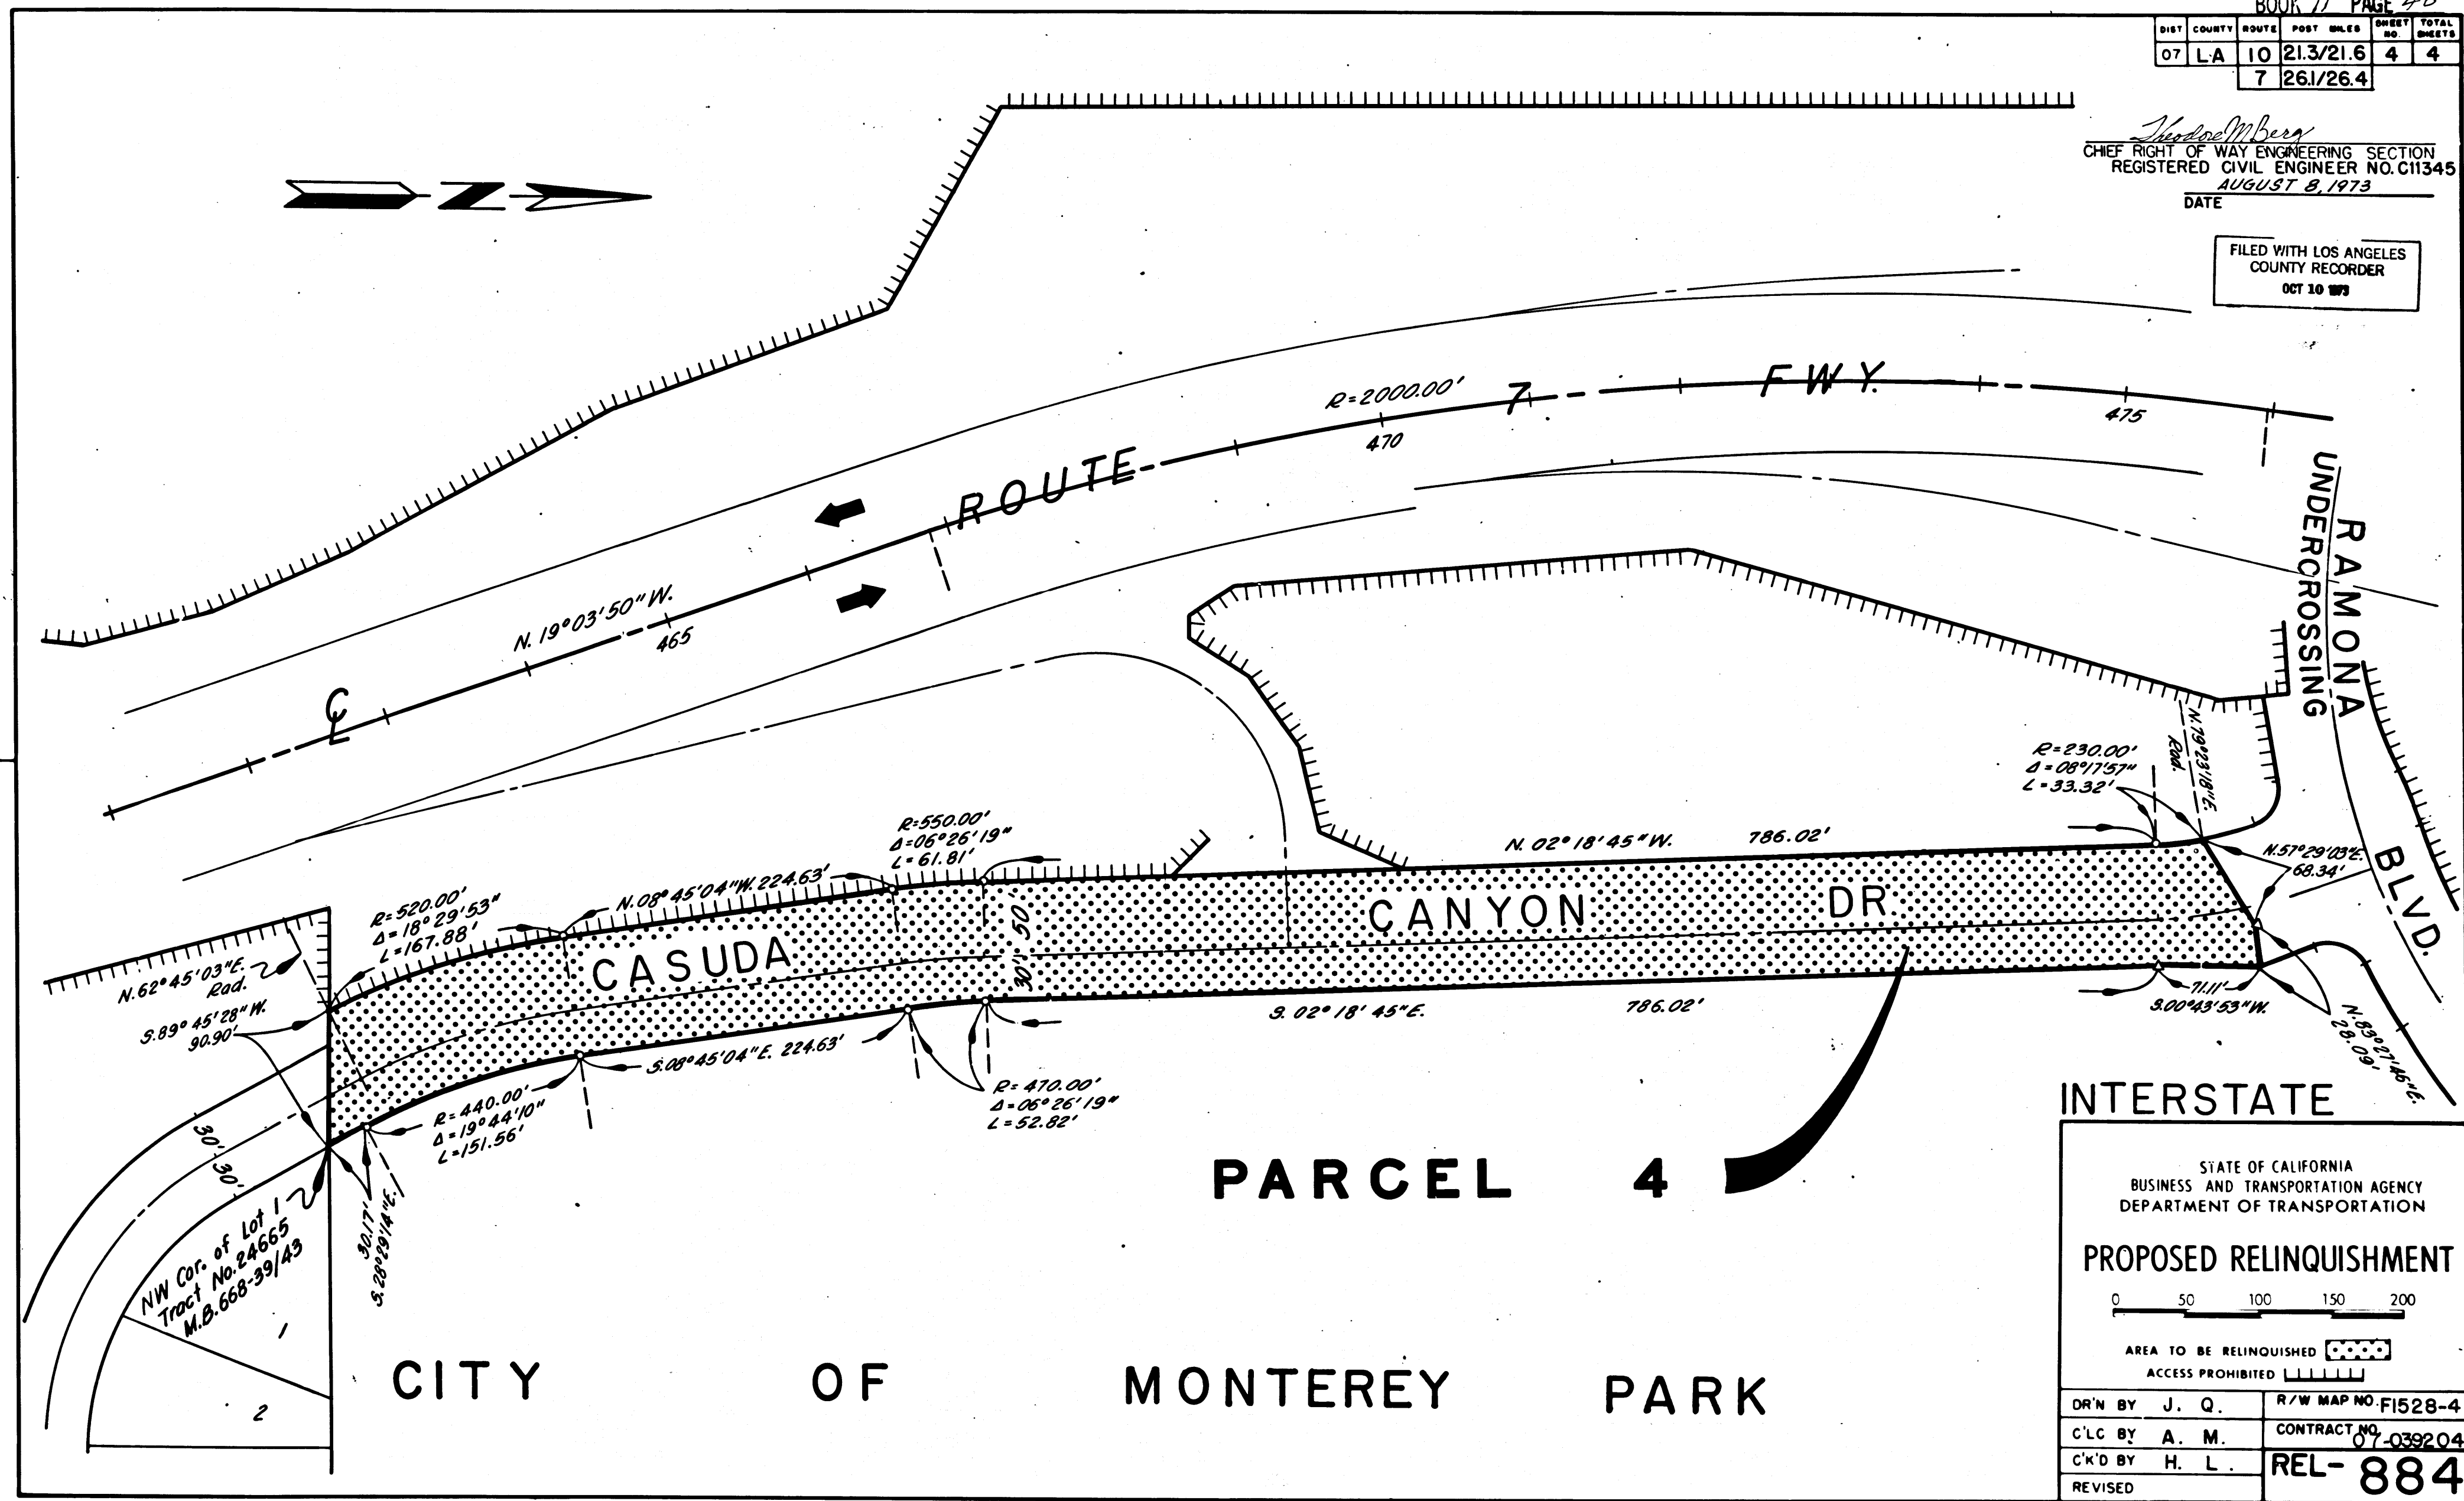 BOOK 11 PAGE
DIST COUNTY ROUTE POST MILES SHEET NO. TOTAL SHEETS
07 LA 10 21.3/21.6 4 4
7 26.1/26.4
Theodore M Berg
CHIEF RIGHT OF WAY ENGINEERING SECTION
REGISTERED CIVIL ENGINEER NO. C11345
AUGUST 8, 1973
DATE
FILED WITH LOS ANGELES
COUNTY RECORDER
OCT 10 1973
N
R=2000.00'
ROUTE 7 FWY.
465
470
475
N. 19°03'50"W.
CL
RAMONA BLVD.
UNDERCROSSING
R=230.00'
Δ=08°17'57"
L=33.32'
N.79°23'18"E.
Rad.
N.57°29'03"E.
68.34'
R=550.00'
Δ=06°26'19"
L=61.81'
N. 02°18'45"W. 786.02'
N.08°45'04"W. 224.63'
R=520.00'
Δ=18°29'53"
L=167.88'
N.62°45'03"E.
Rad.
S.89°45'28"W.
90.90'
CASUDA CANYON DR.
30' 50'
S. 02°18'45"E. 786.02'
71.11'
S.00°43'53"W.
N.83°27'46"E.
28.09'
S.08°45'04"E. 224.63'
R=470.00'
Δ=06°26'19"
L=52.82'
R=440.00'
Δ=19°44'10"
L=151.56'
30.17'
S.28°29'14"E.
30' 30'
NW Cor. of Lot 1
Tract No. 24665
M.B. 668-39/43
1
2
PARCEL 4
CITY OF MONTEREY PARK
INTERSTATE
STATE OF CALIFORNIA
BUSINESS AND TRANSPORTATION AGENCY
DEPARTMENT OF TRANSPORTATION
PROPOSED RELINQUISHMENT
0 50 100 150 200
AREA TO BE RELINQUISHED
ACCESS PROHIBITED
DR'N BY J. Q.
R/W MAP NO. F1528-4
C'LC BY A. M.
CONTRACT NO. 07-039204
C'K'D BY H. L.
REVISED
REL- 884